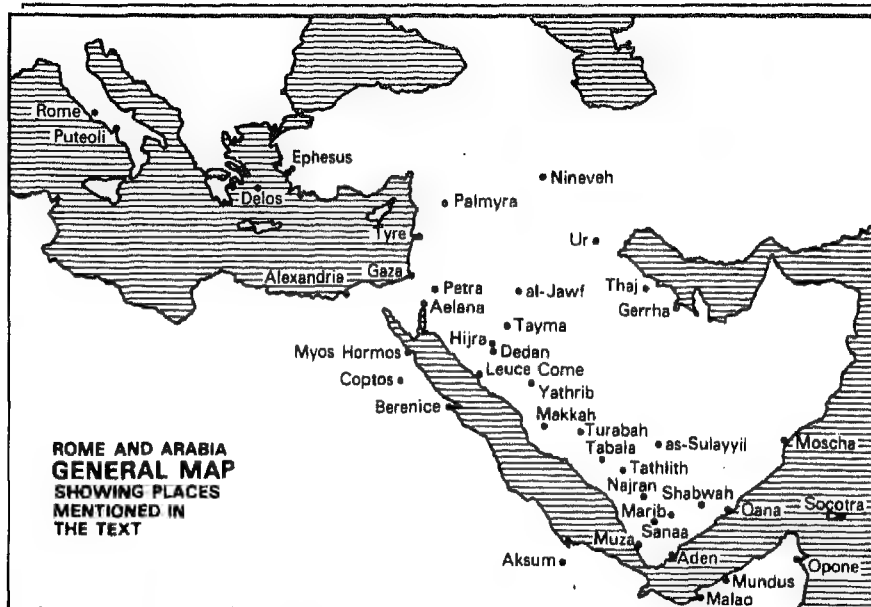 Rome
Puteoli
Ephesus
Delos
Nineveh
Palmyra
Tyre
Ur
Alexandria
Gaza
Petra
al-Jawf
Thaj
Aelana
Gerrha
Tayma
Hijra
Myos Hormos
Dedan
Leuce Come
Coptos
Yathrib
Berenice
Makkah
Turabah
as-Sulayyil
Moscha
Tabala
Tathlith
Najran
Shabwah
Marib
Qana
Socotra
Sanaa
Muza
Aksum
Aden
Opone
Mundus
Malao
ROME AND ARABIA
GENERAL MAP
SHOWING PLACES
MENTIONED IN
THE TEXT